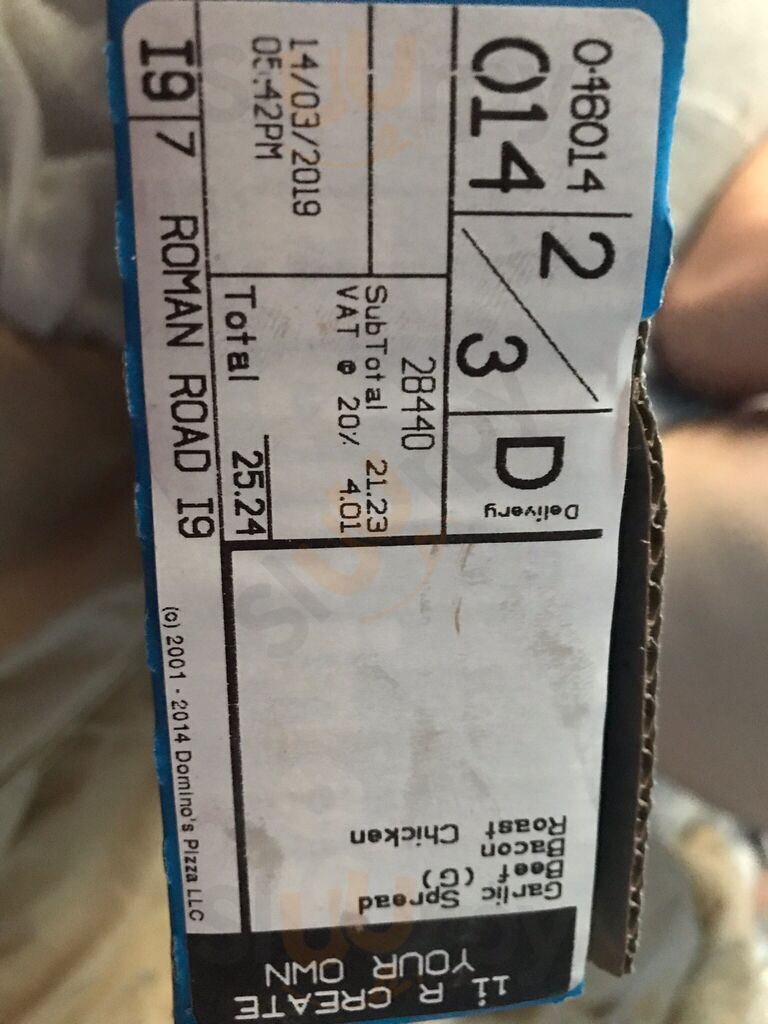 0-46014
014
2/3
D
Delivery
28440
SubTotal 21.23
VAT @ 20% 4.01
Total 25.24
14/03/2019
05:42PM
I9 7 ROMAN ROAD I9
(c) 2001 - 2014 Domino's Pizza LLC
R CREATE
YOUR OWN
Garlic Spread
Beef (G)
Bacon
Roast Chicken